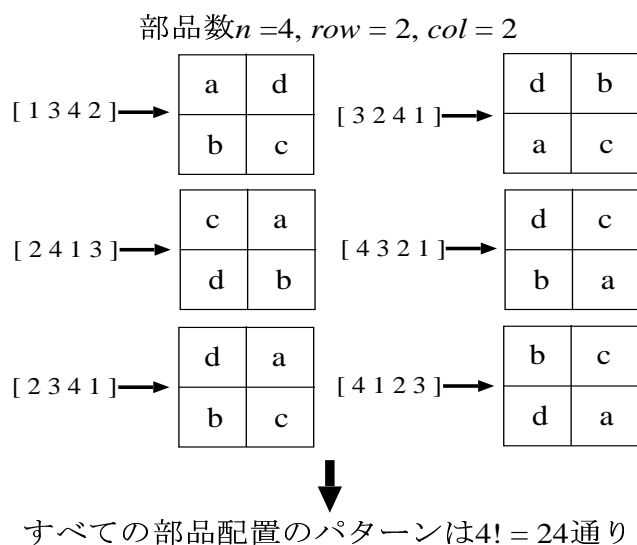 部品数n =4, row = 2, col = 2
[ 1 3 4 2 ]
a d
b c
[ 3 2 4 1 ]
d b
a c
[ 2 4 1 3 ]
c a
d b
[ 4 3 2 1 ]
d c
b a
[ 2 3 4 1 ]
d a
b c
[ 4 1 2 3 ]
b c
d a
すべての部品配置のパターンは4! = 24通り